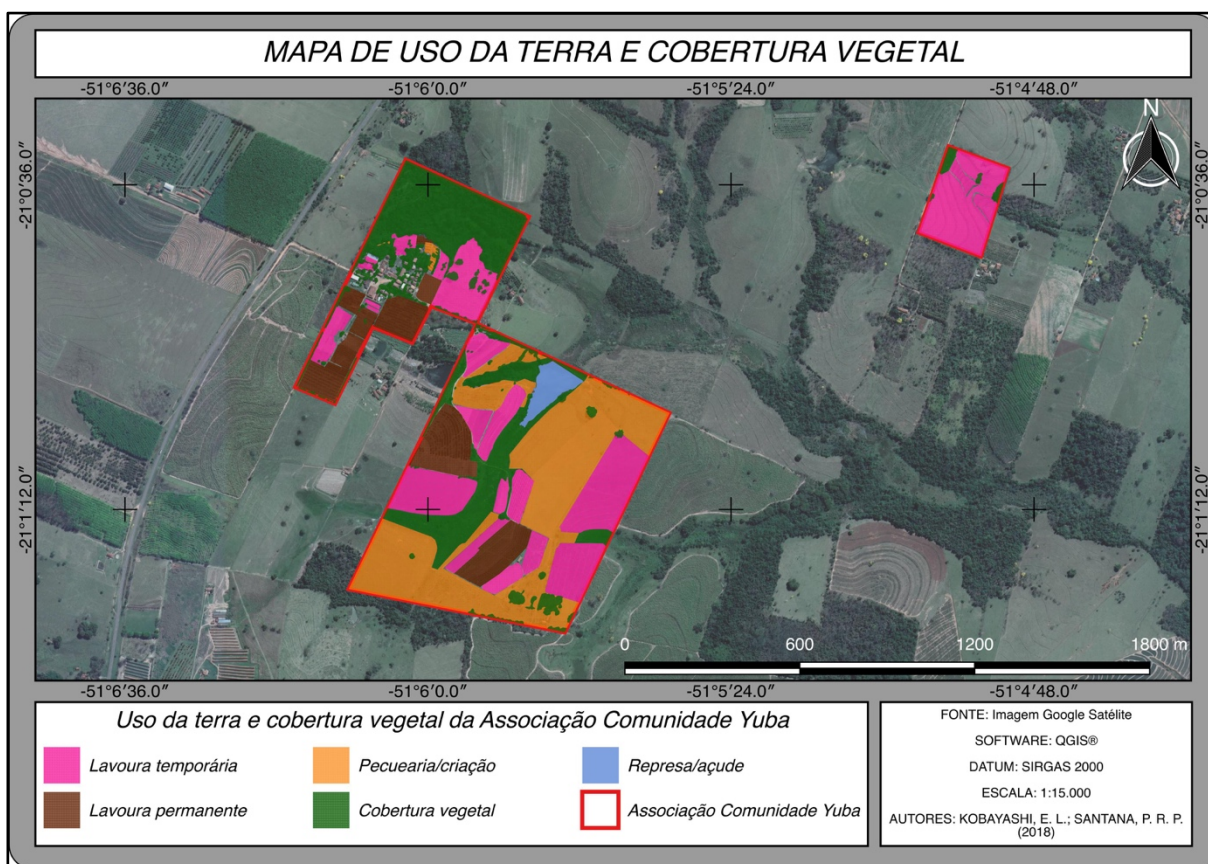 MAPA DE USO DA TERRA E COBERTURA VEGETAL
-51°6′36.0″ -51°6′0.0″ -51°5′24.0″ -51°4′48.0″
N
-21°0′36.0″ -21°0′36.0″
-21°1′12.0″ -21°1′12.0″
0 600 1200 1800 m
-51°6′36.0″ -51°6′0.0″ -51°5′24.0″ -51°4′48.0″
Uso da terra e cobertura vegetal da Associação Comunidade Yuba
Lavoura temporária
Pecuearia/criação
Represa/açude
Lavoura permanente
Cobertura vegetal
Associação Comunidade Yuba
FONTE: Imagem Google Satélite
SOFTWARE: QGIS®
DATUM: SIRGAS 2000
ESCALA: 1:15.000
AUTORES: KOBAYASHI, E. L.; SANTANA, P. R. P.
(2018)